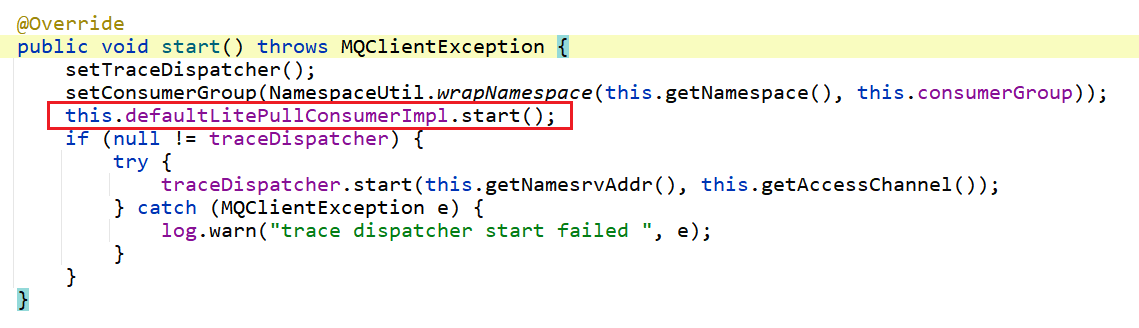 @Override
public void start() throws MQClientException {
    setTraceDispatcher();
    setConsumerGroup(NamespaceUtil.wrapNamespace(this.getNamespace(), this.consumerGroup));
    this.defaultLitePullConsumerImpl.start();
    if (null != traceDispatcher) {
        try {
            traceDispatcher.start(this.getNamesrvAddr(), this.getAccessChannel());
        } catch (MQClientException e) {
            log.warn("trace dispatcher start failed ", e);
        }
    }
}